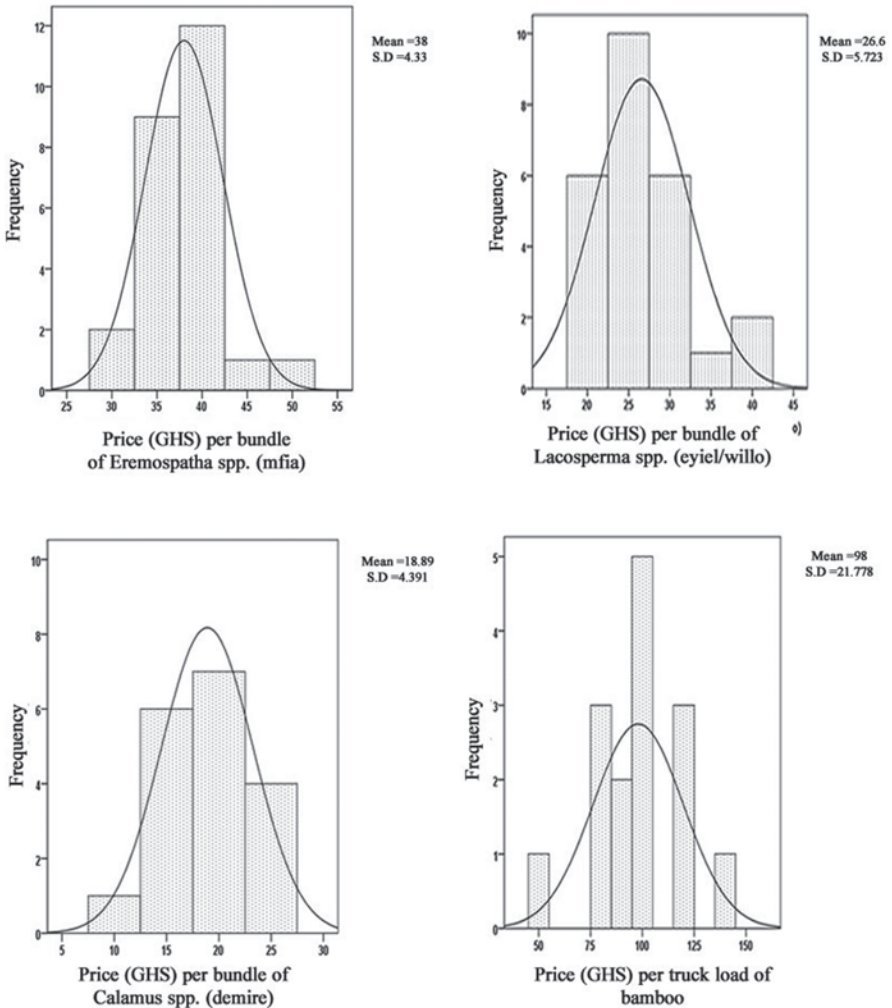 Mean =38
S.D =4.33
12
10
8
6
4
2
0
Frequency
25 30 35 40 45 50 55
Price (GHS) per bundle
of Eremospatha spp. (mfia)
Mean =26.6
S.D =5.723
10
8
6
4
2
0
Frequency
15 20 25 30 35 40 45
Price (GHS) per bundle of
Lacosperma spp. (eyiel/willo)
Mean =18.89
S.D =4.391
10
8
6
4
2
0
Frequency
5 10 15 20 25 30
Price (GHS) per bundle of
Calamus spp. (demire)
Mean =98
S.D =21.778
5
4
3
2
1
0
Frequency
50 75 100 125 150
Price (GHS) per truck load of
bamboo